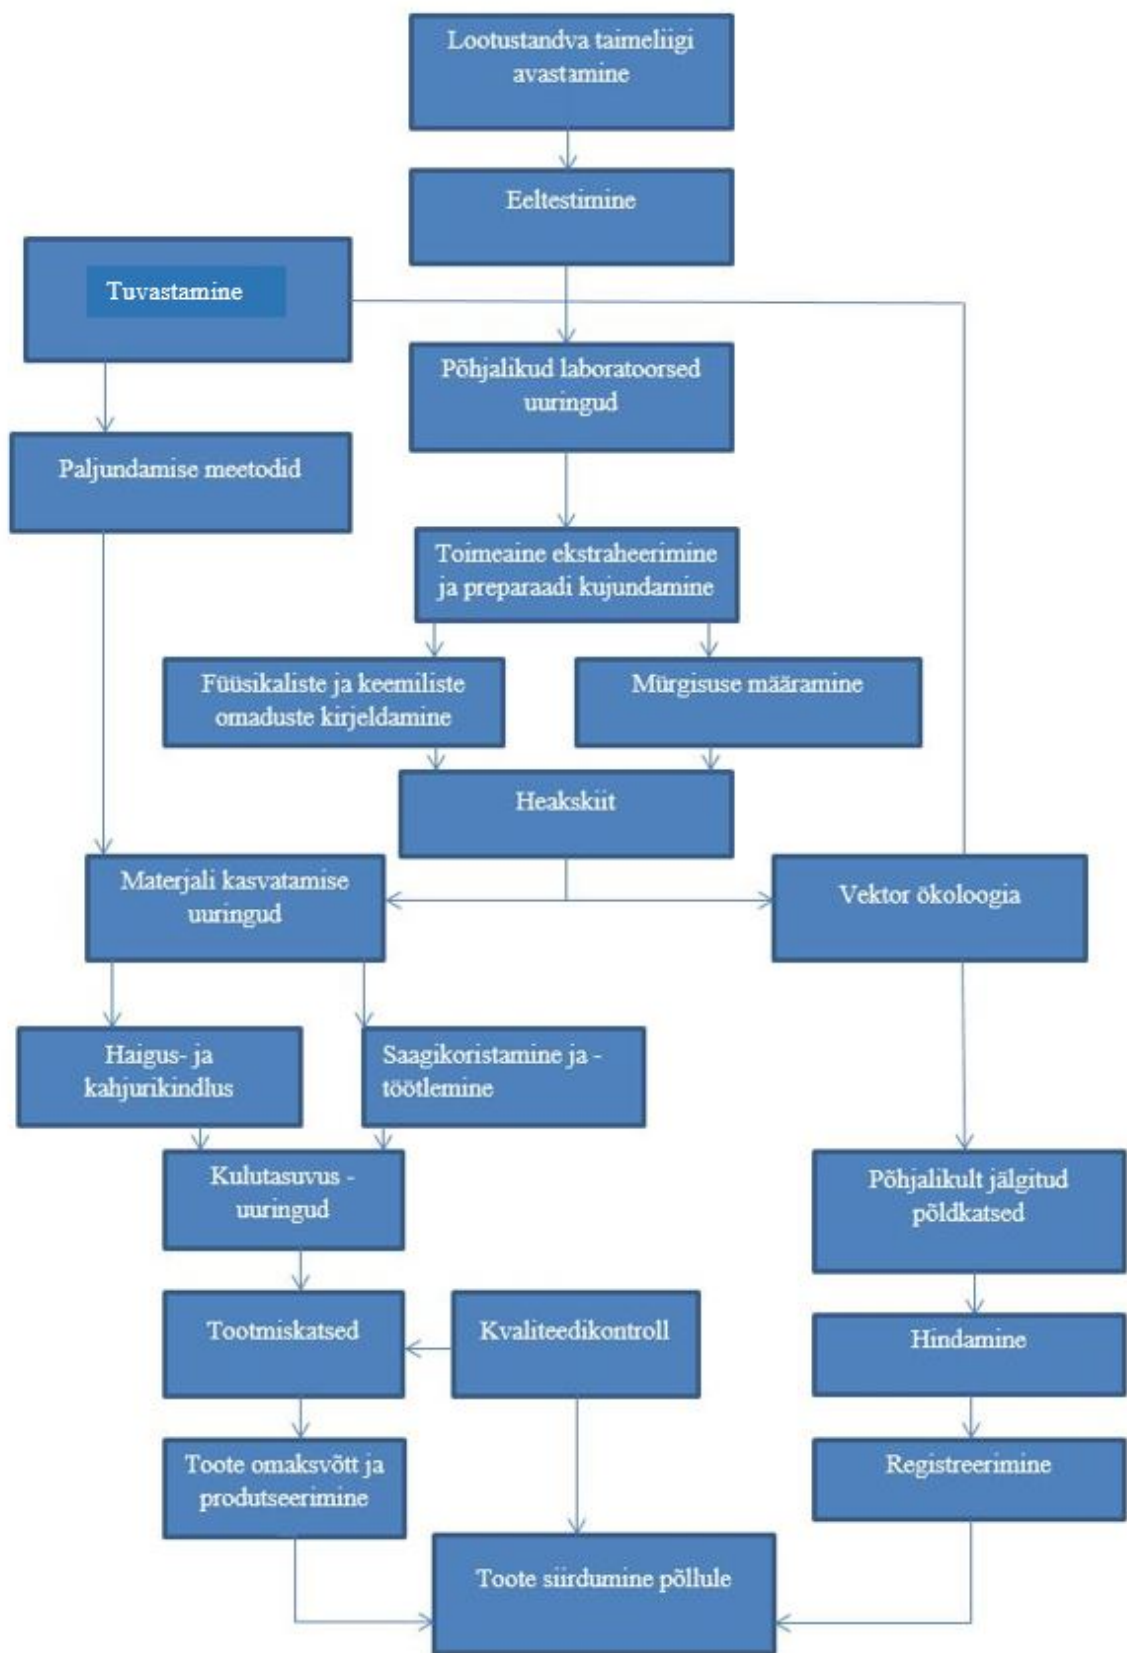 Lootustandva taimeliigi
avastamine
Eeltestimine
Tuvastamine
Põhjalikud laboratoorsed
uuringud
Paljundamise meetodid
Toimeaine ekstraheerimine
ja preparaadi kujundamine
Füüsikaliste ja keemiliste
omaduste kirjeldamine
Mürgisuse määramine
Heakskiit
Materjali kasvatamise
uuringud
Vektor ökoloogia
Haigus- ja
kahjurikindlus
Saagikoristamine ja -
töötlemine
Kulutasuvus -
uuringud
Põhjalikult jälgitud
põldkatsed
Tootmiskatsed
Kvaliteedikontroll
Hindamine
Toote omaksvõtt ja
produtseerimine
Registreerimine
Toote siirdumine põllule